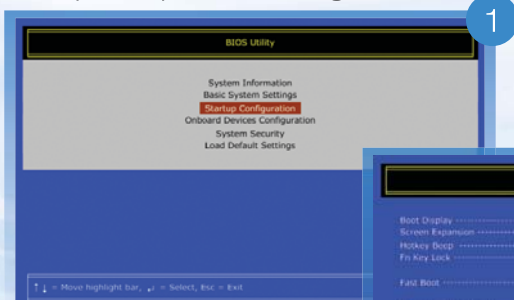 1
BIOS Utility
System Information
Basic System Settings
Startup Configuration
Onboard Devices Configuration
System Security
Load Default Settings
↑↓ = Move highlight bar, ↵ = Select, Esc = Exit
Boot Display
Screen Expansion
Hotkey Beep
Fn Key Lock
Fast Boot